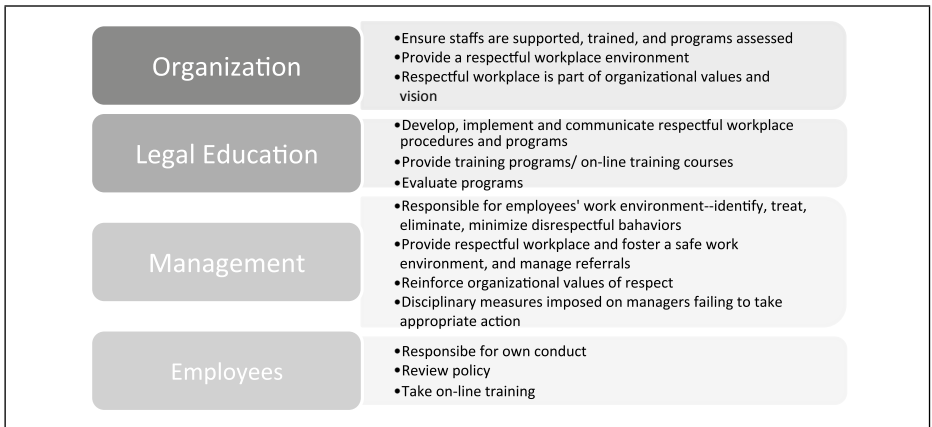 Organization
•Ensure staffs are supported, trained, and programs assessed
•Provide a respectful workplace environment
•Respectful workplace is part of organizational values and
vision
Legal Education
•Develop, implement and communicate respectful workplace
procedures and programs
•Provide training programs/ on-line training courses
•Evaluate programs
Management
•Responsible for employees' work environment--identify, treat,
eliminate, minimize disrespectful bahaviors
•Provide respectful workplace and foster a safe work
environment, and manage referrals
•Reinforce organizational values of respect
•Disciplinary measures imposed on managers failing to take
appropriate action
Employees
•Responsibe for own conduct
•Review policy
•Take on-line training